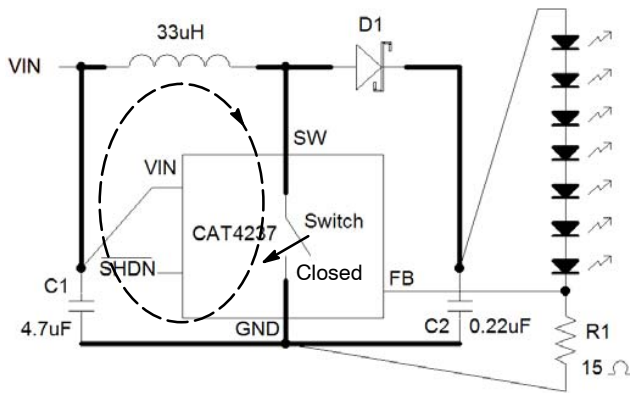 33uH
D1
VIN
SW
VIN
CAT4237
Switch
SHDN
Closed
FB
C1
4.7uF
GND
C2
0.22uF
R1
15 Ω